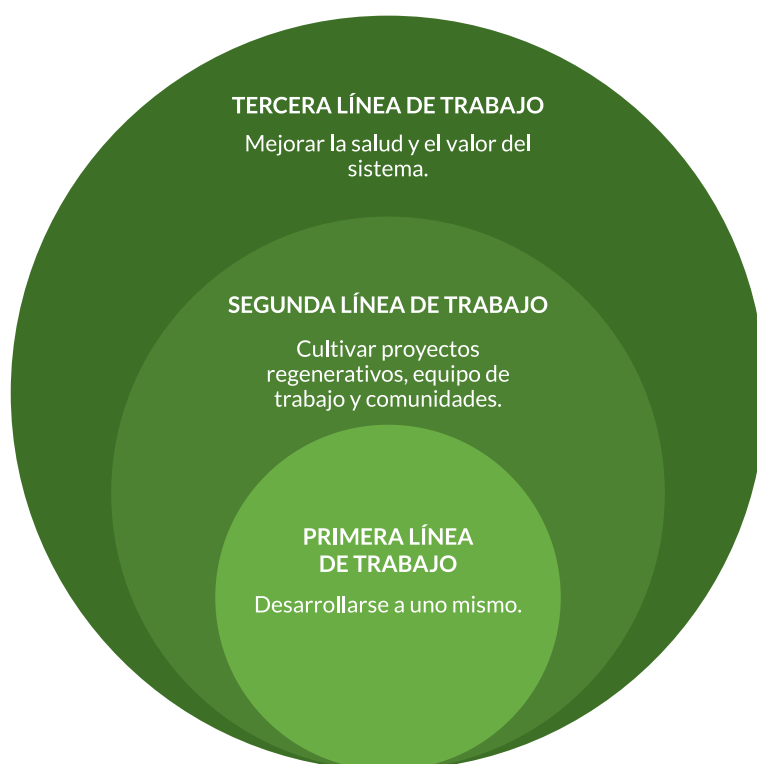 TERCERA LÍNEA DE TRABAJO
Mejorar la salud y el valor del
sistema.
SEGUNDA LÍNEA DE TRABAJO
Cultivar proyectos
regenerativos, equipo de
trabajo y comunidades.
PRIMERA LÍNEA
DE TRABAJO
Desarrollarse a uno mismo.